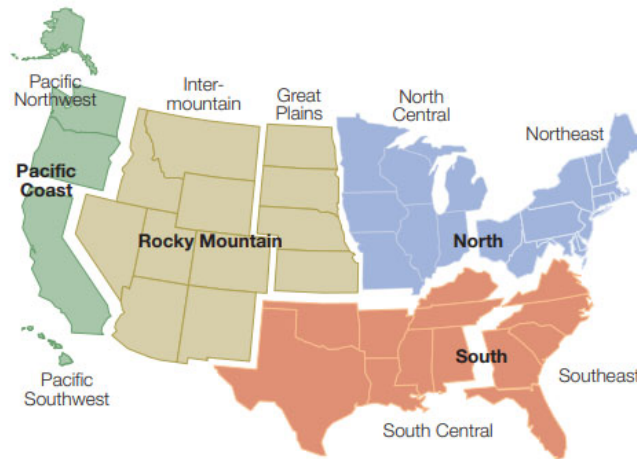 Pacific
Northwest
Inter-
mountain
Great
Plains
North
Central
Northeast
Pacific
Coast
Rocky Mountain
North
South
Southeast
Pacific
Southwest
South Central